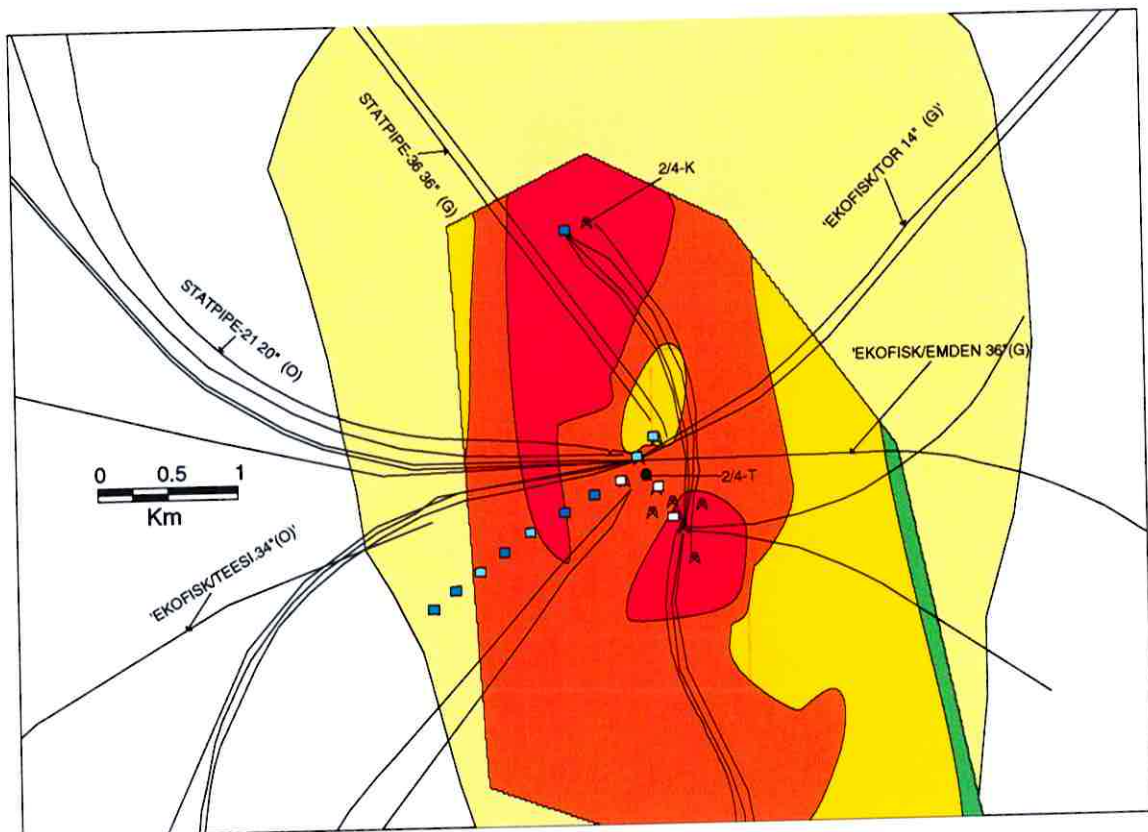 STATPIPE-36 36" (G)
2/4-K
'EKOFISK/TOR 14" (G)'
STATPIPE-21 20" (O)
'EKOFISK/EMDEN 36"(G)
0 0.5 1
Km
2/4-T
'EKOFISK/TEESI.34"(O)'